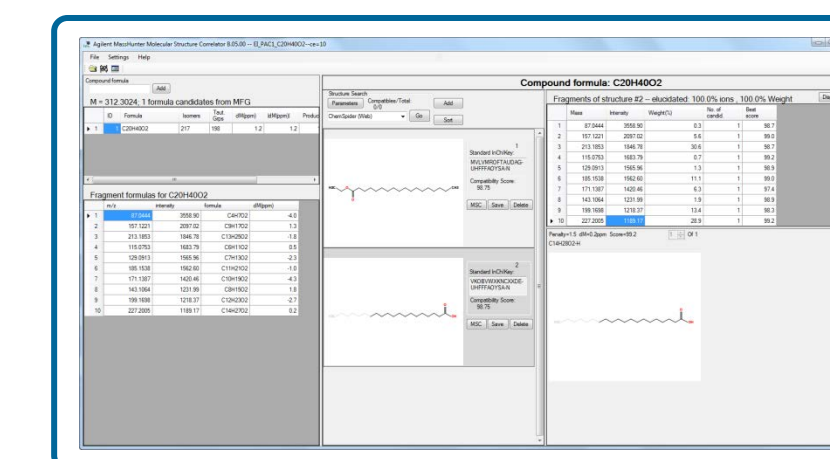 Agilent MassHunter Molecular Structure Correlator B.05.00 -- EI_PAC1_C20H40O2--ce=10
File Settings Help
Compound formula
Add
M = 312.3024, 1 formula candidates from MFG
ID Formula Isomers Taut. Grps dM(ppm) |dM(ppm)| Produc
1 1 C20H40O2 217 198 1.2 1.2
Fragment formulas for C20H40O2
m/z intensity formula dM(ppm)
1 87.0444 3558.90 C4H7O2 -4.0
2 157.1221 2097.02 C9H17O2 1.3
3 213.1853 1846.78 C13H25O2 -1.8
4 115.0753 1683.79 C6H11O2 0.5
5 129.0913 1565.96 C7H13O2 -2.3
6 185.1538 1562.60 C11H21O2 -1.0
7 171.1387 1420.46 C10H19O2 -4.3
8 143.1064 1231.99 C8H15O2 1.8
9 199.1698 1218.37 C12H23O2 -2.7
10 227.2005 1189.17 C14H27O2 0.2
Compound formula: C20H40O2
Structure Search
Parameters Compatibles/Total 0/0 Add
ChemSpider (Web) Go Sort
1
Standard InChIKey:
MVLVMROFTAUDAG-
UHFFFAOYSA-N
Compatibility Score:
98.75
MSC Save Delete
2
Standard InChIKey:
UHFFFAOYSA-N
Compatibility Score:
98.75
MSC Save Delete
Fragments of structure #2 -- elucidated: 100.0% ions , 100.0% Weight
Mass Intensity Weight(%) No. of candid. Best score
1 87.0444 3558.90 0.3 1 98.7
2 157.1221 2097.02 5.6 1 99.0
3 213.1853 1846.78 30.6 1 98.7
4 115.0753 1683.79 0.7 1 99.2
5 129.0913 1565.96 1.3 1 98.9
6 185.1538 1562.60 11.1 1 99.0
7 171.1387 1420.46 6.3 1 97.4
8 143.1064 1231.99 1.9 1 98.9
9 199.1698 1218.37 13.4 1 98.3
10 227.2005 1189.17 28.9 1 99.2
Penalty=1.5 dM=0.2ppm Score=99.2 1 Of 1
C14H28O2-H